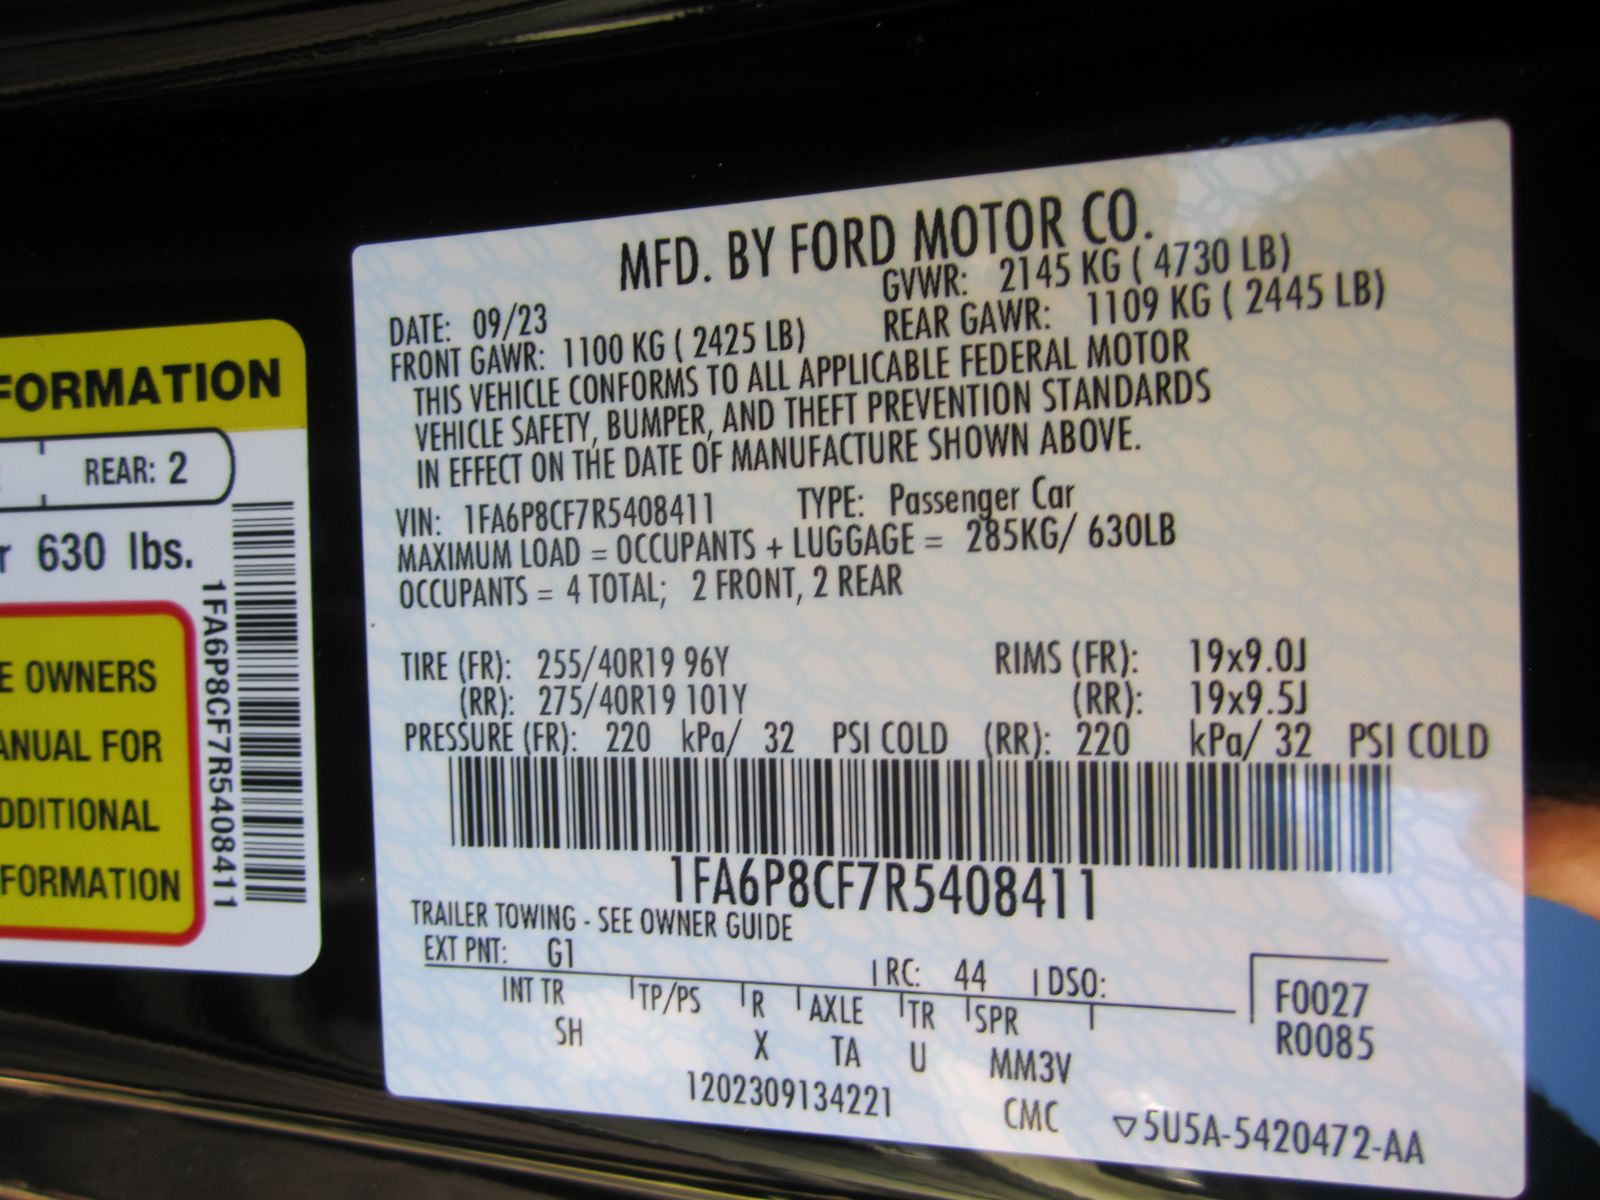 FORMATION
REAR: 2
630 lbs.
E OWNERS
ANUAL FOR
DDITIONAL
FORMATION
1FA6P8CF7R5408411
MFD. BY FORD MOTOR CO.
DATE: 09/23 GVWR: 2145 KG ( 4730 LB)
FRONT GAWR: 1100 KG ( 2425 LB) REAR GAWR: 1109 KG ( 2445 LB)
THIS VEHICLE CONFORMS TO ALL APPLICABLE FEDERAL MOTOR
VEHICLE SAFETY, BUMPER, AND THEFT PREVENTION STANDARDS
IN EFFECT ON THE DATE OF MANUFACTURE SHOWN ABOVE.
VIN: 1FA6P8CF7R5408411 TYPE: Passenger Car
MAXIMUM LOAD = OCCUPANTS + LUGGAGE = 285KG/ 630LB
OCCUPANTS = 4 TOTAL; 2 FRONT, 2 REAR
TIRE (FR): 255/40R19 96Y RIMS (FR): 19x9.0J
(RR): 275/40R19 101Y (RR): 19x9.5J
PRESSURE (FR): 220 kPa/ 32 PSI COLD (RR): 220 kPa/ 32 PSI COLD
1FA6P8CF7R5408411
TRAILER TOWING - SEE OWNER GUIDE
EXT PNT: G1 RC: 44 DSO:
INT TR TP/PS R AXLE TR SPR
SH X TA U MM3V
F0027
R0085
1202309134221 CMC ▽5U5A-5420472-AA